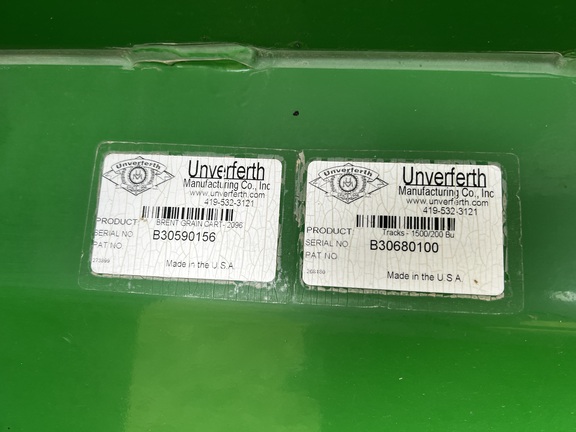 Unverferth
Unverferth
Manufacturing Co., Inc
www.unverferth.com
419-532-3121
PRODUCT: BRENT GRAIN CART - 2096
SERIAL NO B30590156
PAT NO
Made in the U.S.A.
Unverferth
Unverferth
Manufacturing Co., Inc
www.unverferth.com
419-532-3121
PRODUCT: Tracks - 1500/200 Bu
SERIAL NO B30680100
PAT NO
Made in the U.S.A